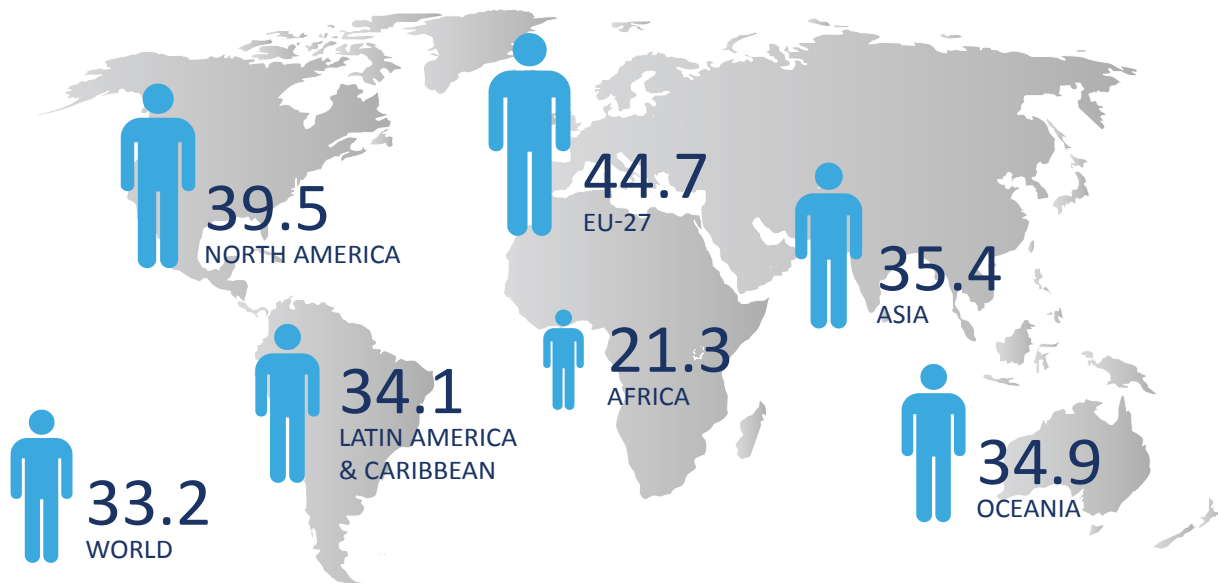 39.5
NORTH AMERICA
44.7
EU-27
35.4
ASIA
21.3
AFRICA
34.1
LATIN AMERICA
& CARIBBEAN
34.9
OCEANIA
33.2
WORLD